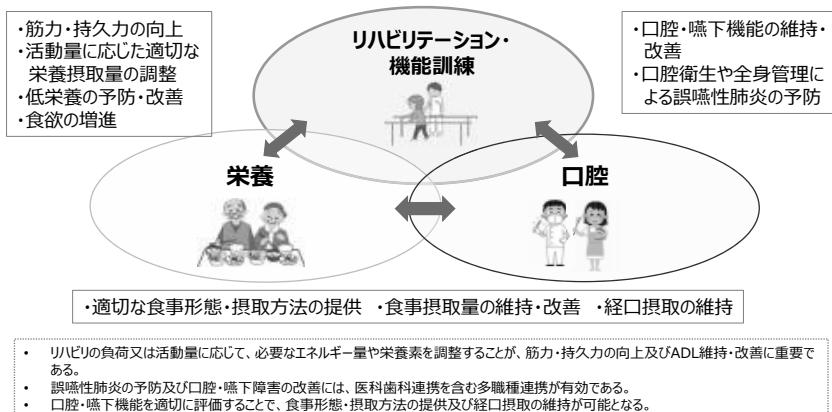 ・筋力・持久力の向上
・活動量に応じた適切な
栄養摂取量の調整
・低栄養の予防・改善
・食欲の増進
リハビリテーション・
機能訓練
・口腔・嚥下機能の維持・
改善
・口腔衛生や全身管理に
よる誤嚥性肺炎の予防
栄養
口腔
・適切な食事形態・摂取方法の提供 ・食事摂取量の維持・改善 ・経口摂取の維持
• リハビリの負荷又は活動量に応じて、必要なエネルギー量や栄養素を調整することが、筋力・持久力の向上及びADL維持・改善に重要で
ある。
• 誤嚥性肺炎の予防及び口腔・嚥下障害の改善には、医科歯科連携を含む多職種連携が有効である。
• 口腔・嚥下機能を適切に評価することで、食事形態・摂取方法の提供及び経口摂取の維持が可能となる。